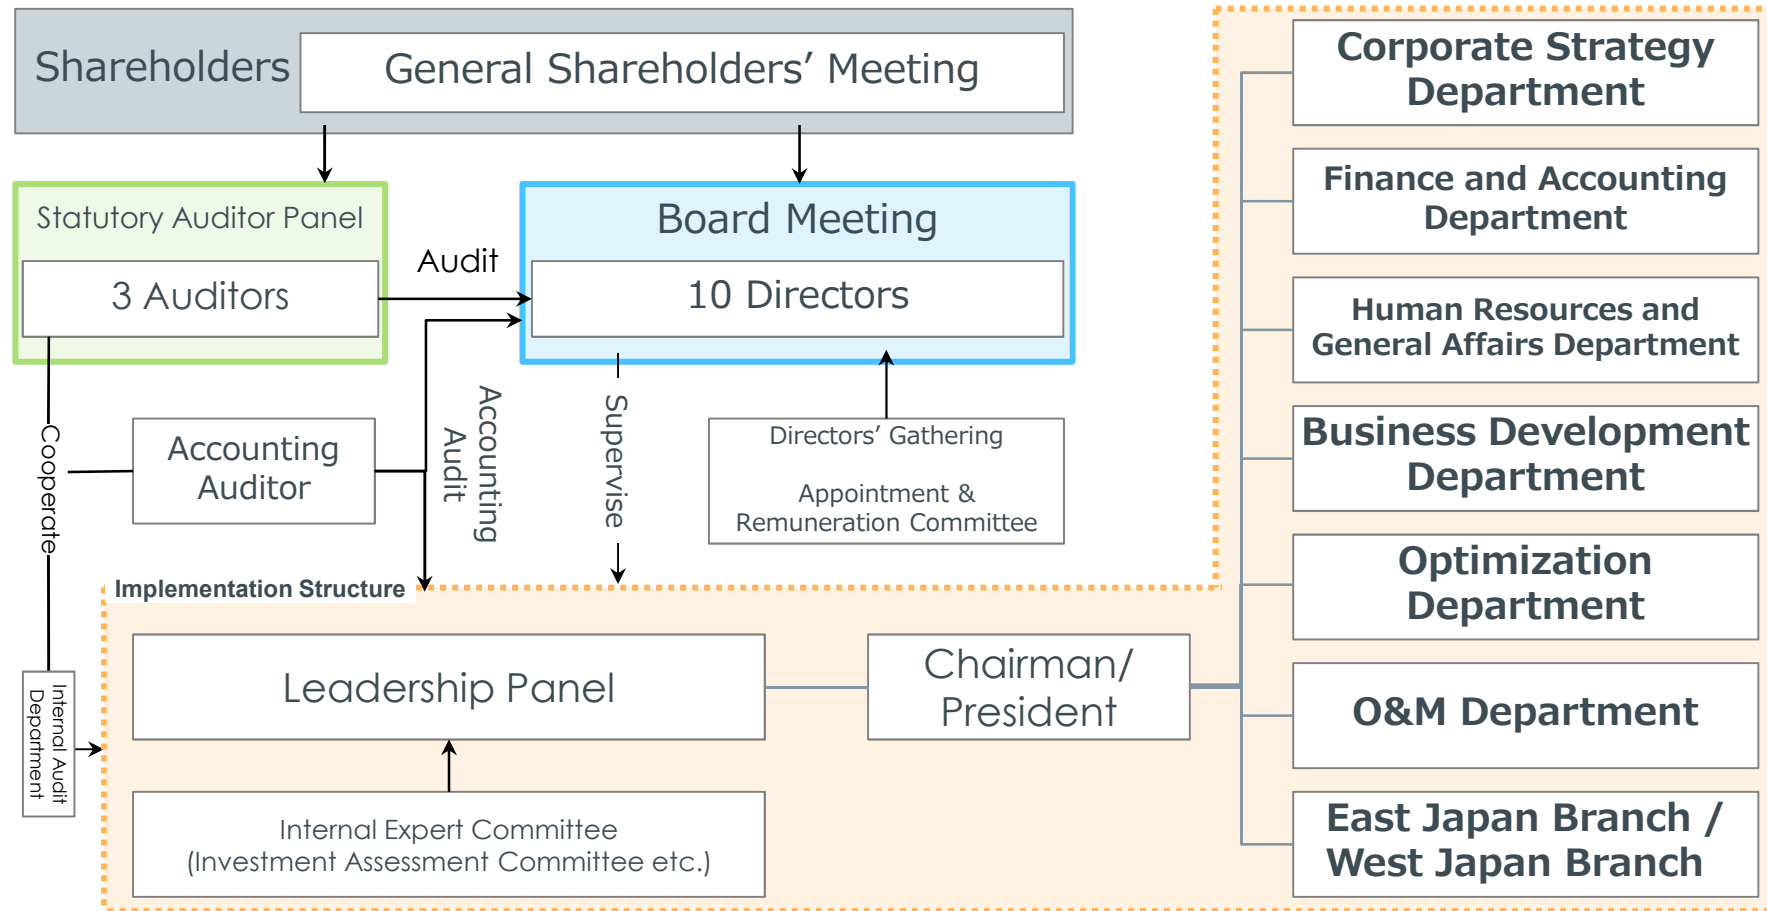 Shareholders
General Shareholders’ Meeting
Statutory Auditor Panel
3 Auditors
Audit
Board Meeting
10 Directors
Cooperate
Accounting
Auditor
Accounting
Audit
Supervise
Directors’ Gathering
Appointment &
Remuneration Committee
Internal Audit
Department
Implementation Structure
Leadership Panel
Chairman/
President
Internal Expert Committee
(Investment Assessment Committee etc.)
Corporate Strategy
Department
Finance and Accounting
Department
Human Resources and
General Affairs Department
Business Development
Department
Optimization
Department
O&M Department
East Japan Branch /
West Japan Branch